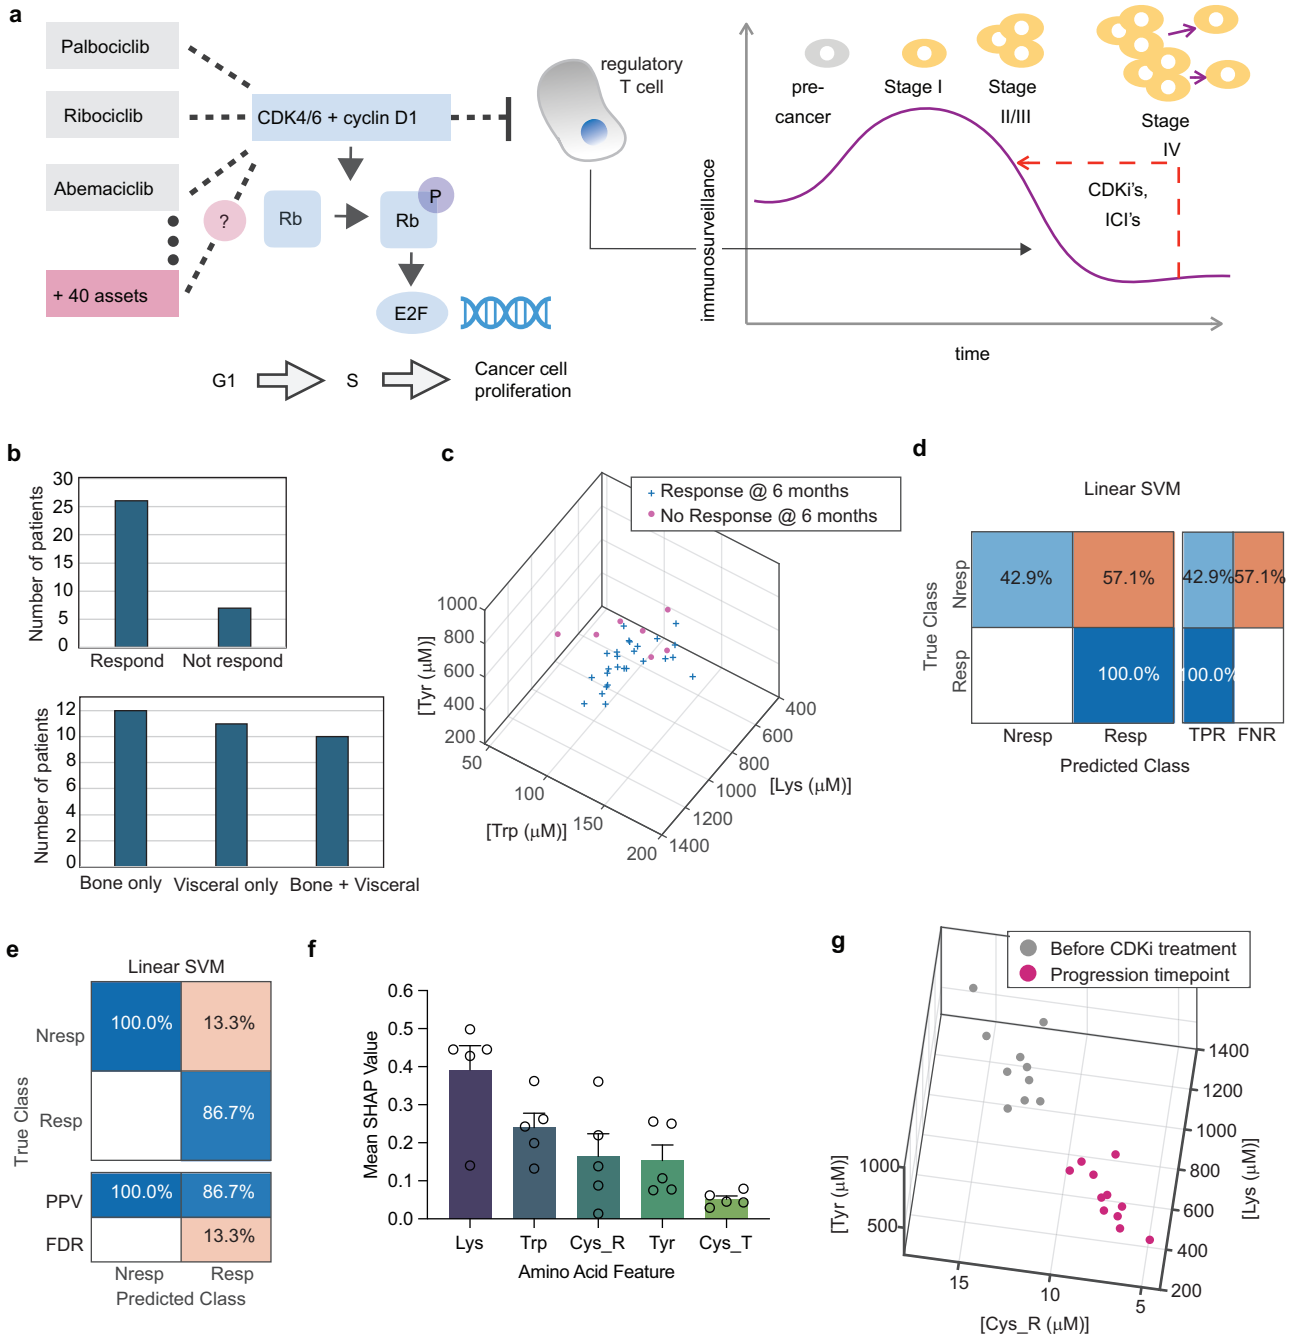 a
Palbociclib
Ribociclib
Abemaciclib
+ 40 assets
?
CDK4/6 + cyclin D1
Rb
Rb
P
E2F
G1
S
Cancer cell
proliferation
regulatory
T cell
immunosurveillance
time
pre-
cancer
Stage I
Stage
II/III
Stage
IV
CDKi's,
ICI's
b
Number of patients
30
25
20
15
10
5
0
Respond
Not respond
Number of patients
12
10
8
6
4
2
0
Bone only
Visceral only
Bone + Visceral
c
Response @ 6 months
No Response @ 6 months
[Tyr (μM)]
1000
800
600
400
200
50
100
150
200
[Trp (μM)]
400
600
800
1000
1200
1400
[Lys (μM)]
d
Linear SVM
True Class
Nresp
Resp
42.9%
57.1%
42.9%
57.1%
100.0%
100.0%
Nresp
Resp
TPR
FNR
Predicted Class
e
Linear SVM
True Class
Nresp
Resp
100.0%
13.3%
86.7%
PPV
100.0%
86.7%
FDR
13.3%
Nresp
Resp
Predicted Class
f
Mean SHAP Value
0.6
0.5
0.4
0.3
0.2
0.1
0.0
Lys
Trp
Cys_R
Tyr
Cys_T
Amino Acid Feature
g
Before CDKi treatment
Progression timepoint
[Tyr (μM)]
1000
500
15
10
5
[Cys_R (μM)]
1400
1200
1000
800
600
400
200
[Lys (μM)]